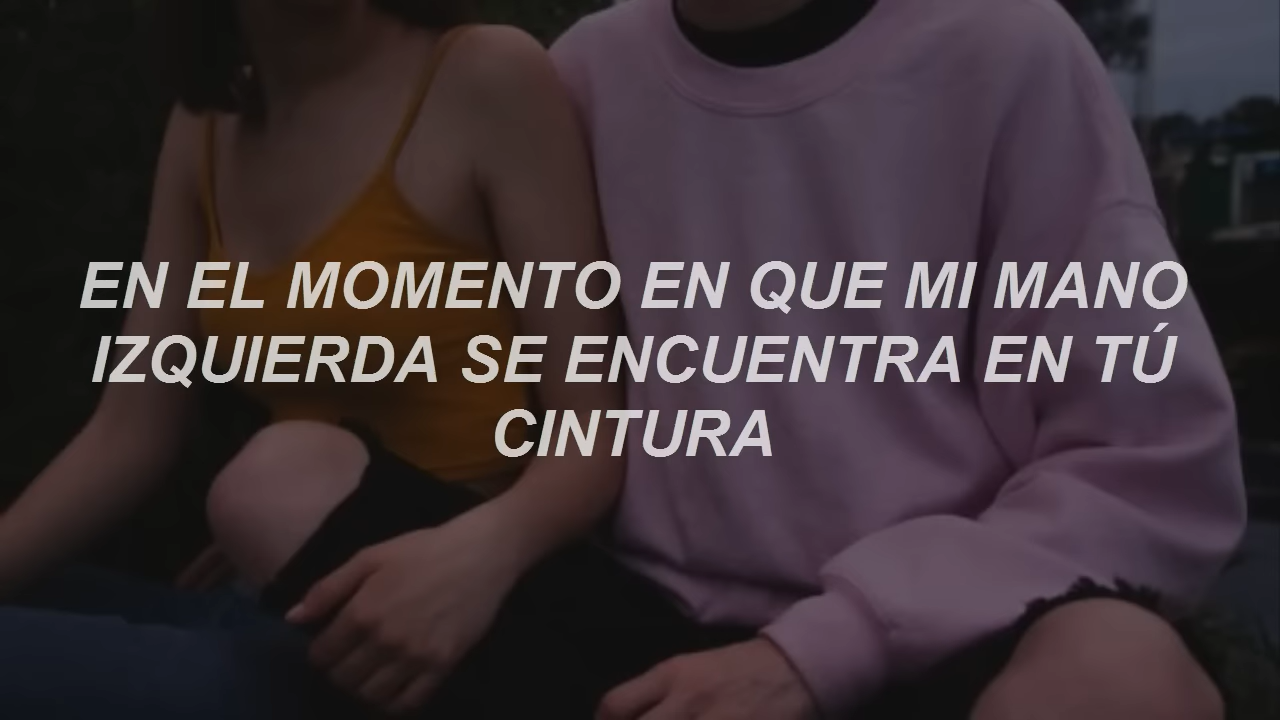 EN EL MOMENTO EN QUE MI MANO
IZQUIERDA SE ENCUENTRA EN TÚ
CINTURA